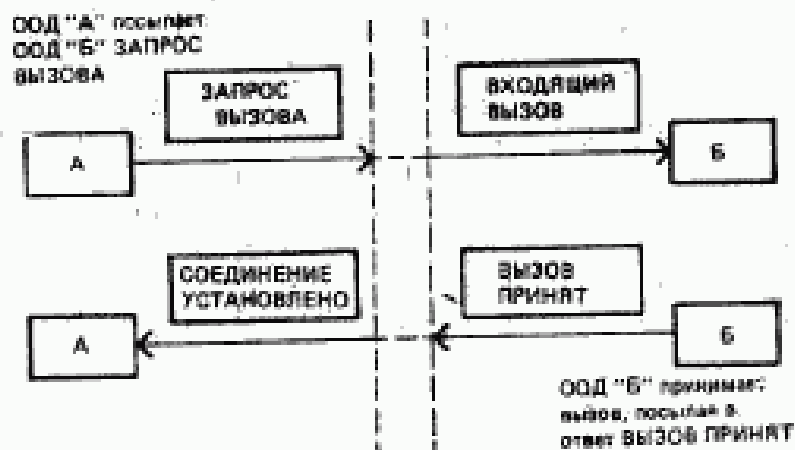 ООД "А" посылает
ООД "Б" ЗАПРОС
ВЫЗОВА
ЗАПРОС
ВЫЗОВА
ВХОДЯЩИЙ
ВЫЗОВ
А
Б
СОЕДИНЕНИЕ
УСТАНОВЛЕНО
ВЫЗОВ
ПРИНЯТ
А
Б
ООД "Б" принимает
вызов, посылая в
ответ ВЫЗОВ ПРИНЯТ